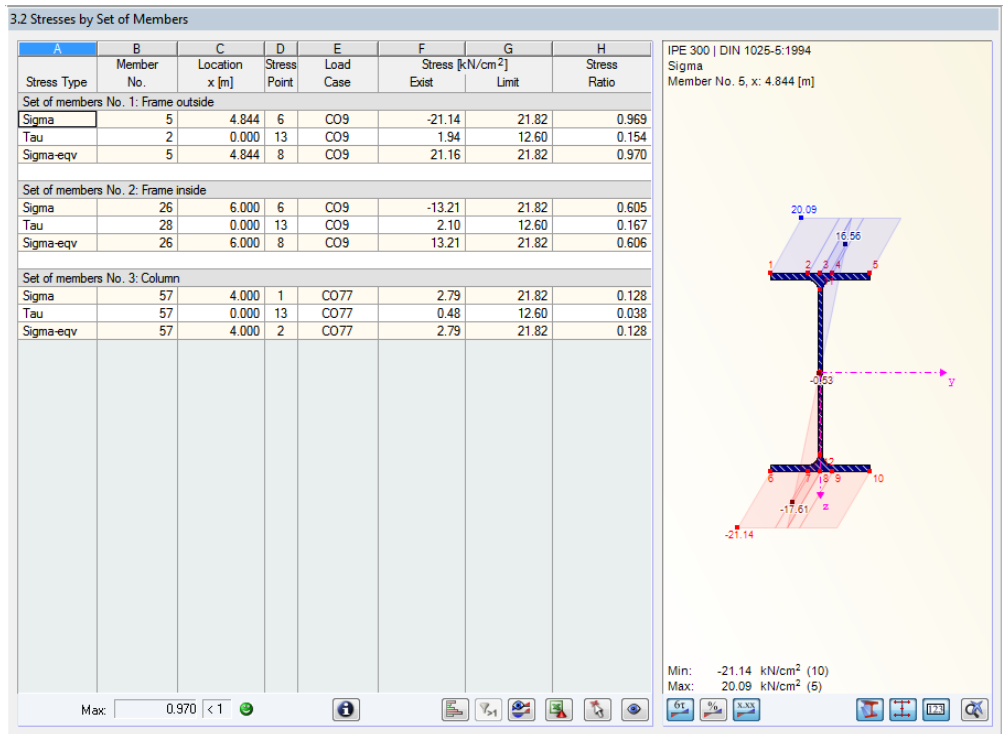 3.2 Stresses by Set of Members
A B C D E F G H
Member Location Stress Load Stress [kN/cm²] Stress
Stress Type No. x [m] Point Case Exist Limit Ratio
Set of members No. 1: Frame outside
Sigma 5 4.844 6 CO9 -21.14 21.82 0.969
Tau 2 0.000 13 CO9 1.94 12.60 0.154
Sigma-eqv 5 4.844 8 CO9 21.16 21.82 0.970
Set of members No. 2: Frame inside
Sigma 26 6.000 6 CO9 -13.21 21.82 0.605
Tau 28 0.000 13 CO9 2.10 12.60 0.167
Sigma-eqv 26 6.000 8 CO9 13.21 21.82 0.606
Set of members No. 3: Column
Sigma 57 4.000 1 CO77 2.79 21.82 0.128
Tau 57 0.000 13 CO77 0.48 12.60 0.038
Sigma-eqv 57 4.000 2 CO77 2.79 21.82 0.128
Max: 0.970 < 1
IPE 300 | DIN 1025-5:1994
Sigma
Member No. 5, x: 4.844 [m]
20.09
16.56
1 2 3 4 5
-0.53
y
12
6 7 8 9 10
-17.61 z
-21.14
Min: -21.14 kN/cm² (10)
Max: 20.09 kN/cm² (5)
στ % x.xx 123